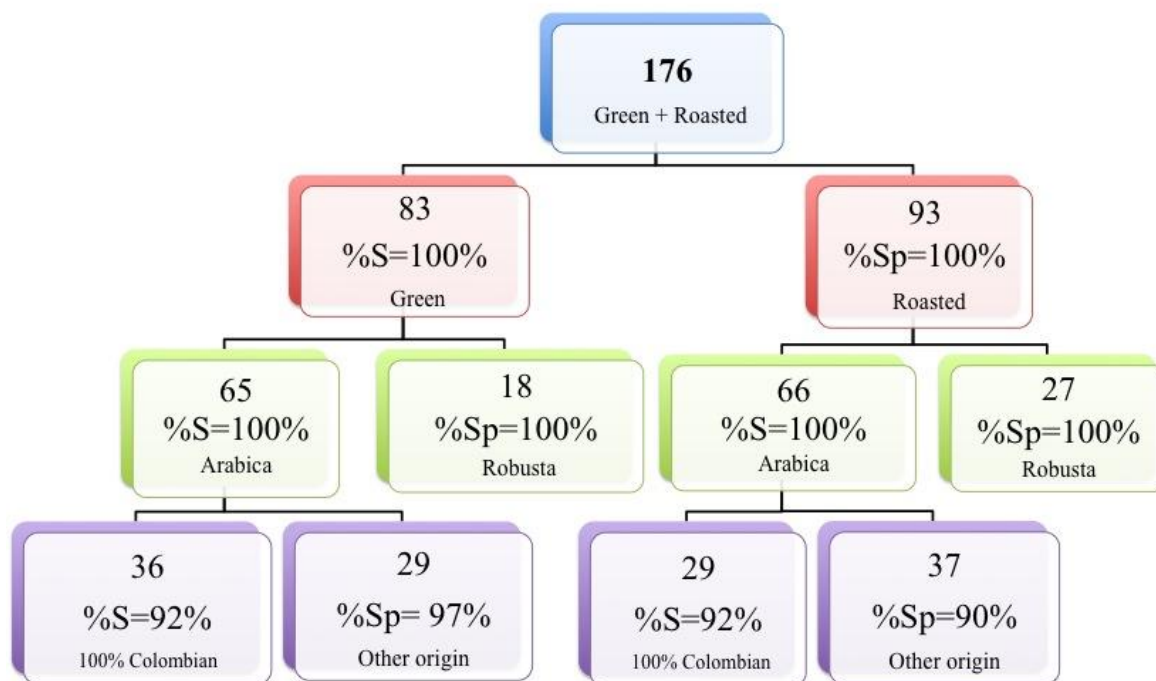 176
Green + Roasted
83
%S=100%
Green
93
%Sp=100%
Roasted
65
%S=100%
Arabica
18
%Sp=100%
Robusta
66
%S=100%
Arabica
27
%Sp=100%
Robusta
36
%S=92%
100% Colombian
29
%Sp= 97%
Other origin
29
%S=92%
100% Colombian
37
%Sp=90%
Other origin